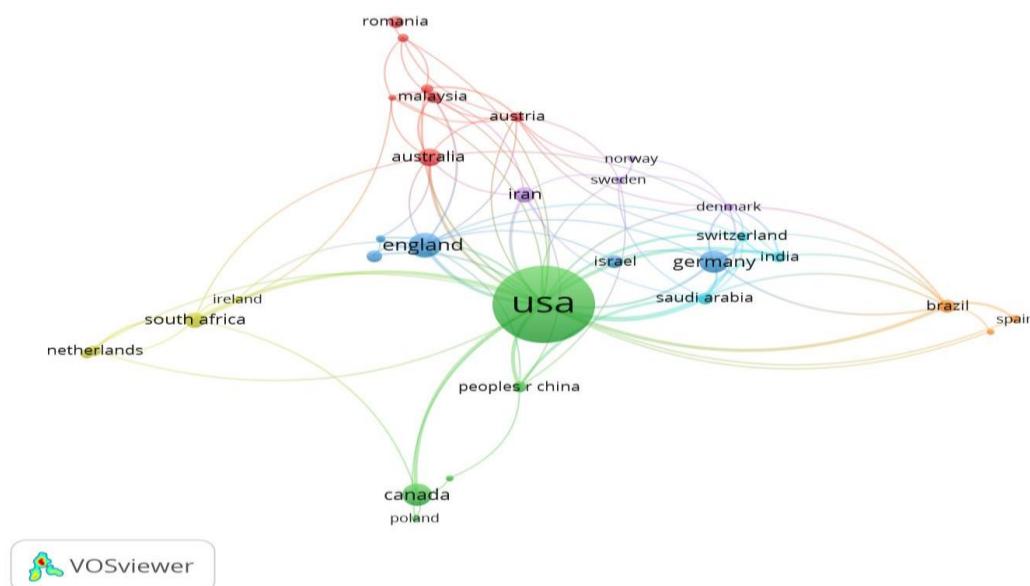 romania
malaysia
austria
australia
norway
sweden
iran
denmark
switzerland
england
india
israel
germany
saudi arabia
ireland
usa
brazil
south africa
spain
netherlands
peoples r china
canada
poland
VOSviewer